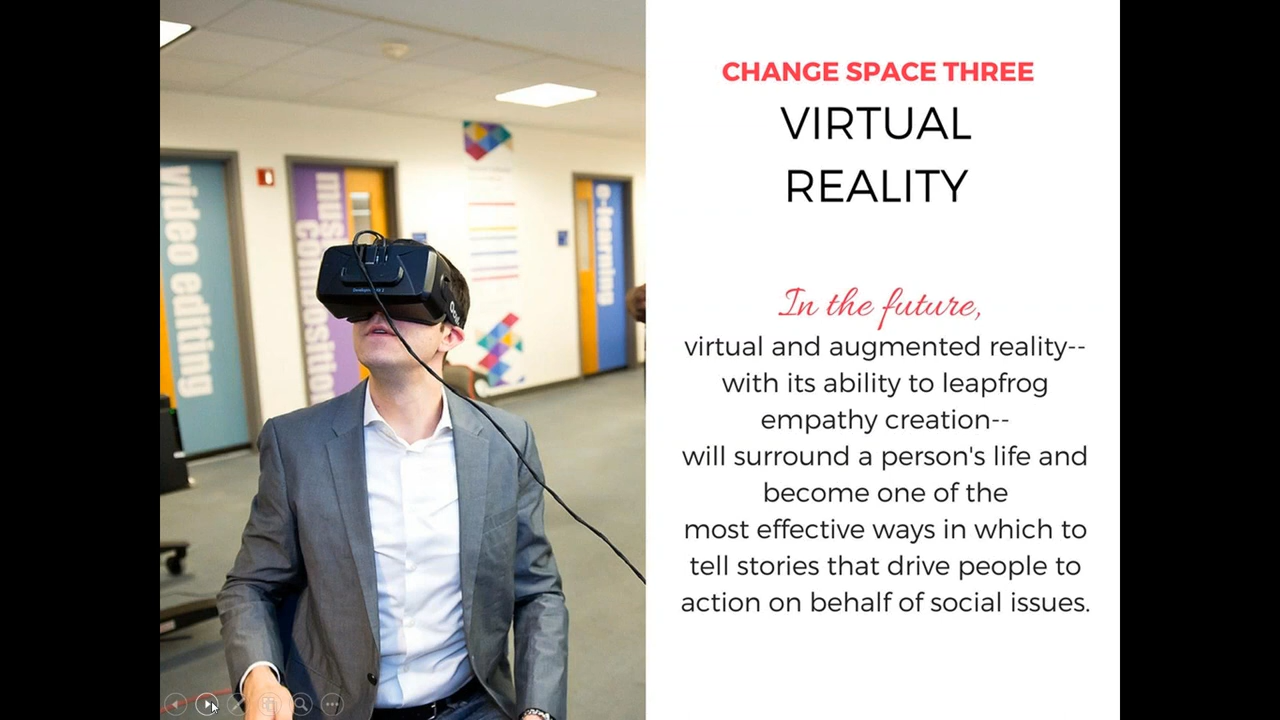 CHANGE SPACE THREE
VIRTUAL
REALITY
In the future,
virtual and augmented reality--
with its ability to leapfrog
empathy creation--
will surround a person's life and
become one of the
most effective ways in which to
tell stories that drive people to
action on behalf of social issues.
video editing
music
composition
e-learning